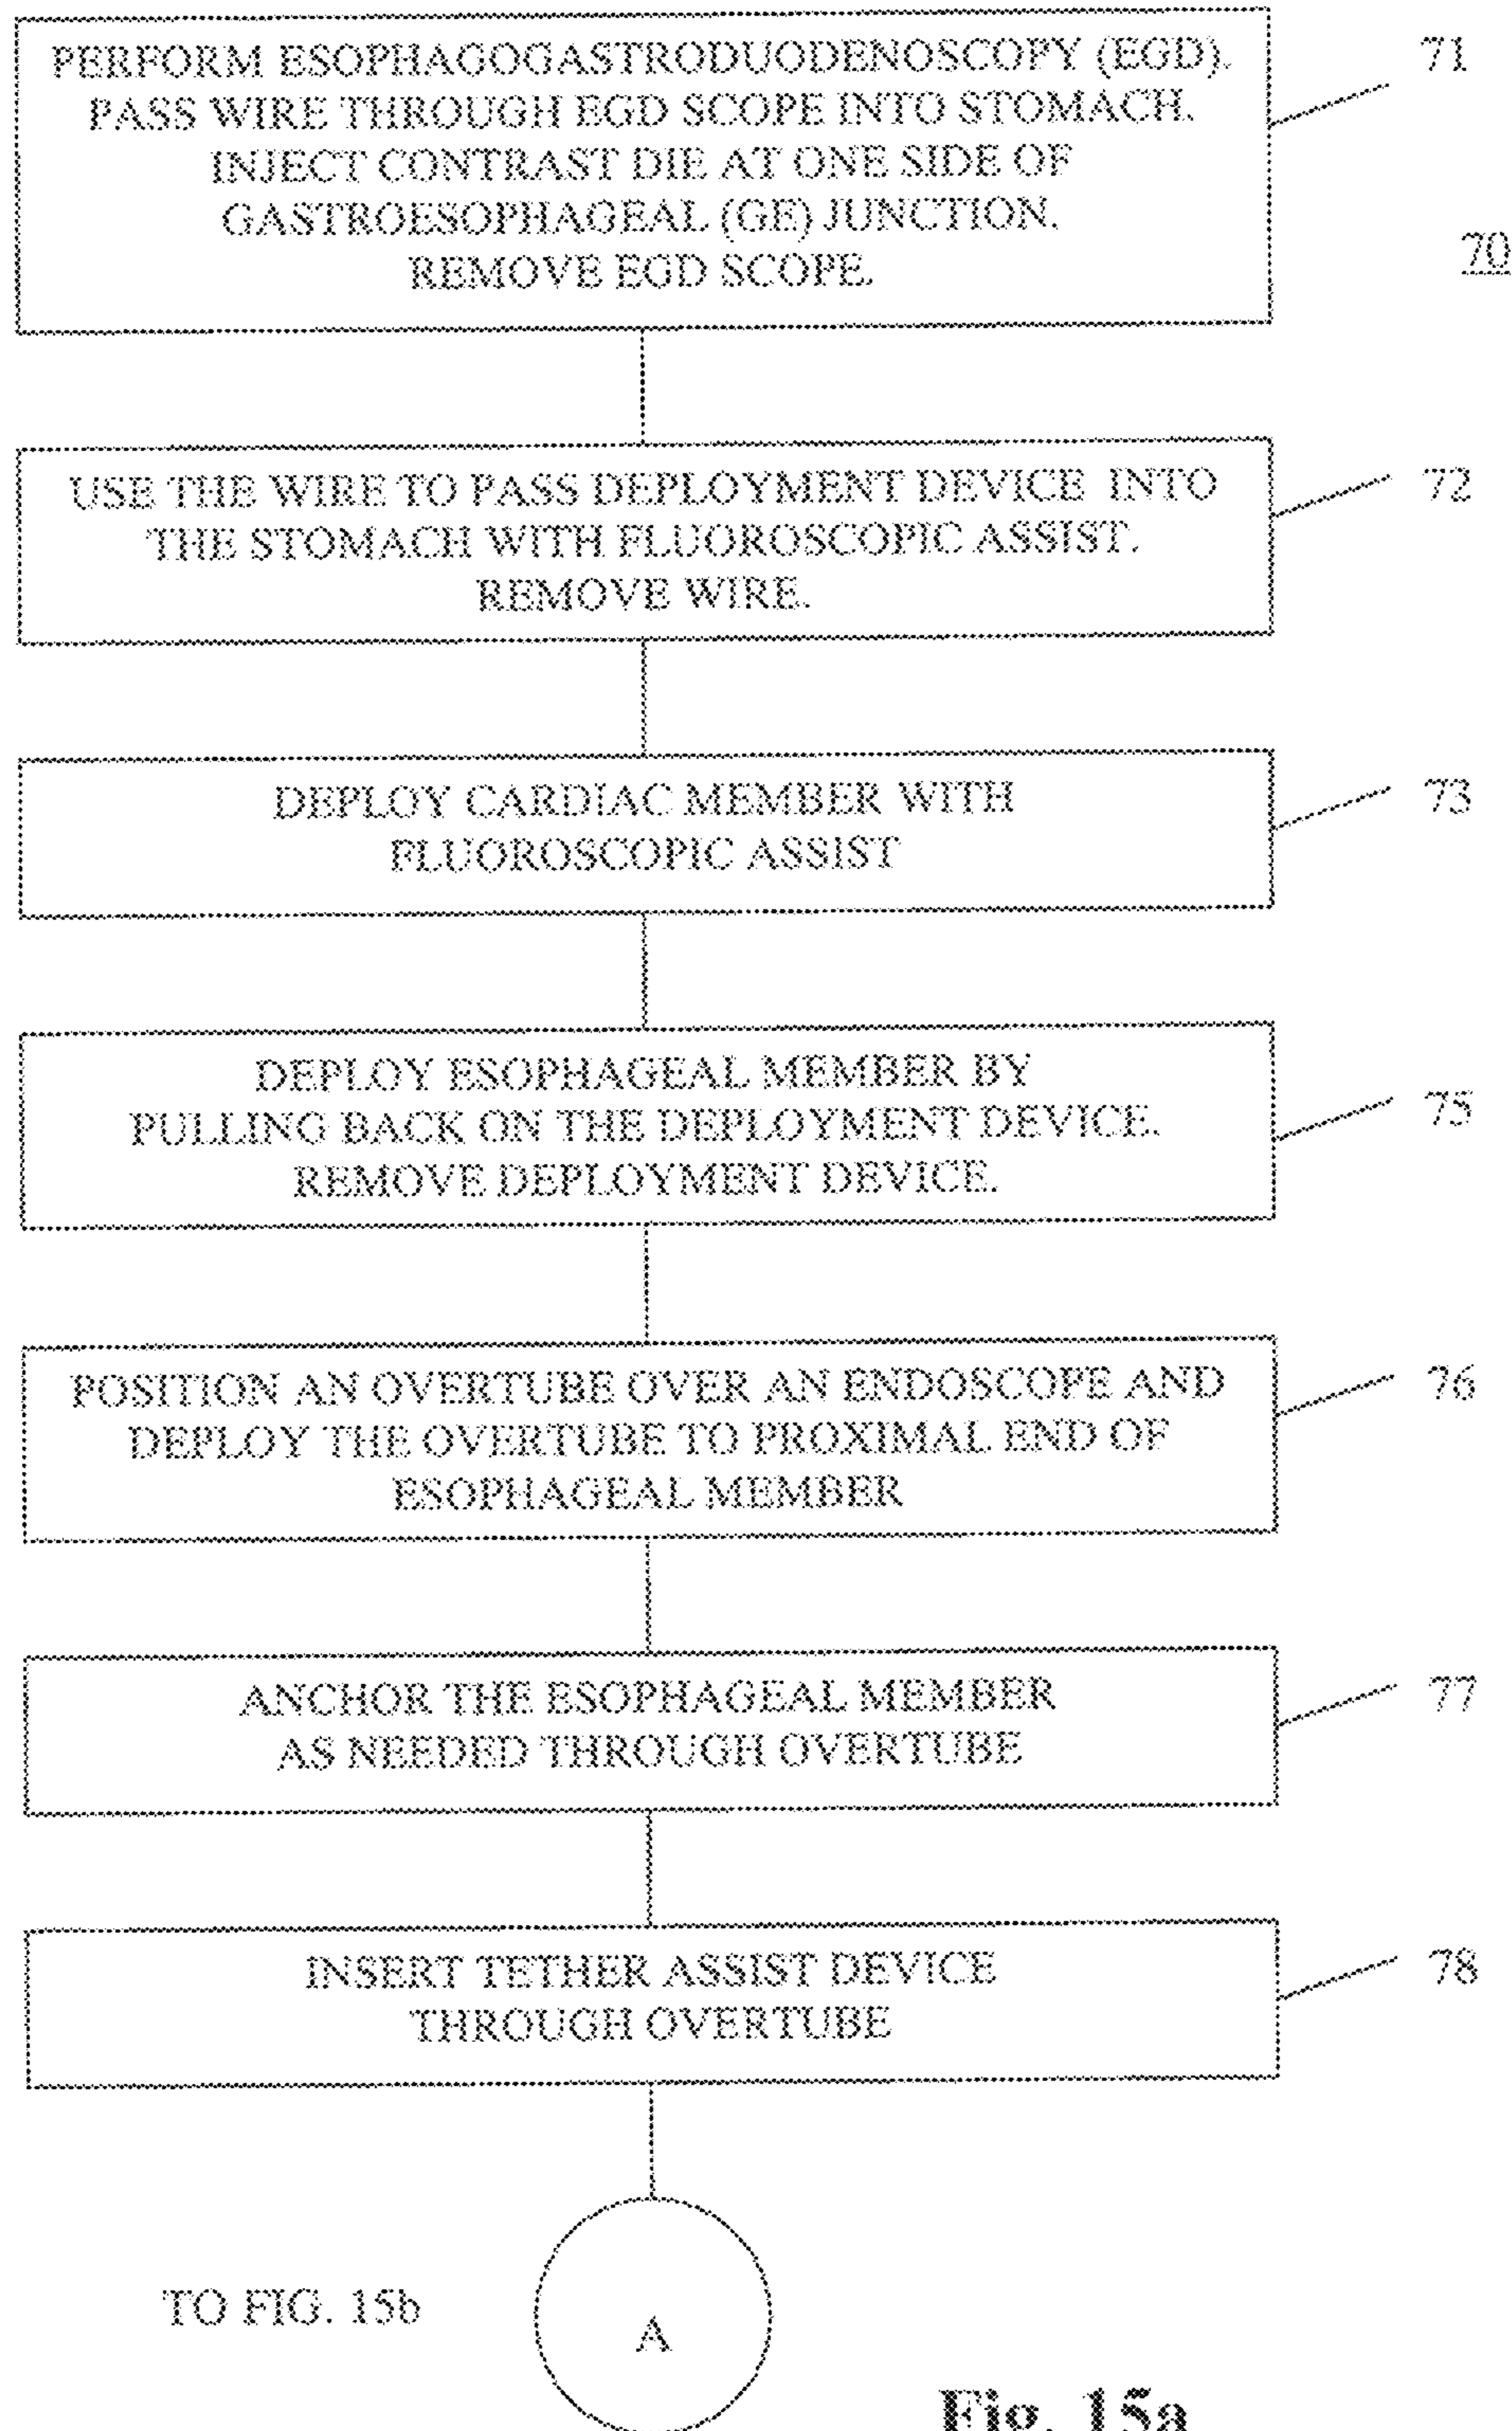 PERFORM ESOPHAGOGASTRODUODENOSCOPY (EGD).
PASS WIRE THROUGH EGD SCOPE INTO STOMACH.
INJECT CONTRAST DIE AT ONE SIDE OF
GASTROESOPHAGEAL (GE) JUNCTION.
REMOVE EGD SCOPE.
71
70
USE THE WIRE TO PASS DEPLOYMENT DEVICE INTO
THE STOMACH WITH FLUOROSCOPIC ASSIST.
REMOVE WIRE.
72
DEPLOY CARDIAC MEMBER WITH
FLUOROSCOPIC ASSIST
73
DEPLOY ESOPHAGEAL MEMBER BY
PULLING BACK ON THE DEPLOYMENT DEVICE.
REMOVE DEPLOYMENT DEVICE.
75
POSITION AN OVERTUBE OVER AN ENDOSCOPE AND
DEPLOY THE OVERTUBE TO PROXIMAL END OF
ESOPHAGEAL MEMBER
76
ANCHOR THE ESOPHAGEAL MEMBER
AS NEEDED THROUGH OVERTUBE
77
INSERT TETHER ASSIST DEVICE
THROUGH OVERTUBE
78
TO FIG. 15b
A
Fig. 15a